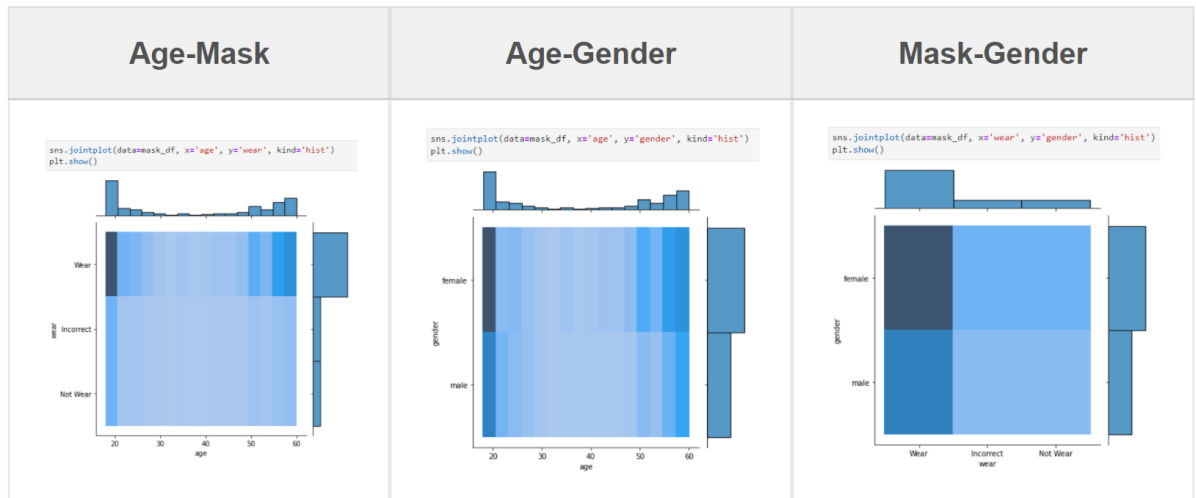 Age-Mask
Age-Gender
Mask-Gender
sns.jointplot(data=mask_df, x='age', y='wear', kind='hist')
plt.show()
Wear
Incorrect
Not Wear
wear
20 30 40 50 60
age
sns.jointplot(data=mask_df, x='age', y='gender', kind='hist')
plt.show()
female
male
gender
20 30 40 50 60
age
sns.jointplot(data=mask_df, x='wear', y='gender', kind='hist')
plt.show()
female
male
gender
Wear Incorrect Not Wear
wear